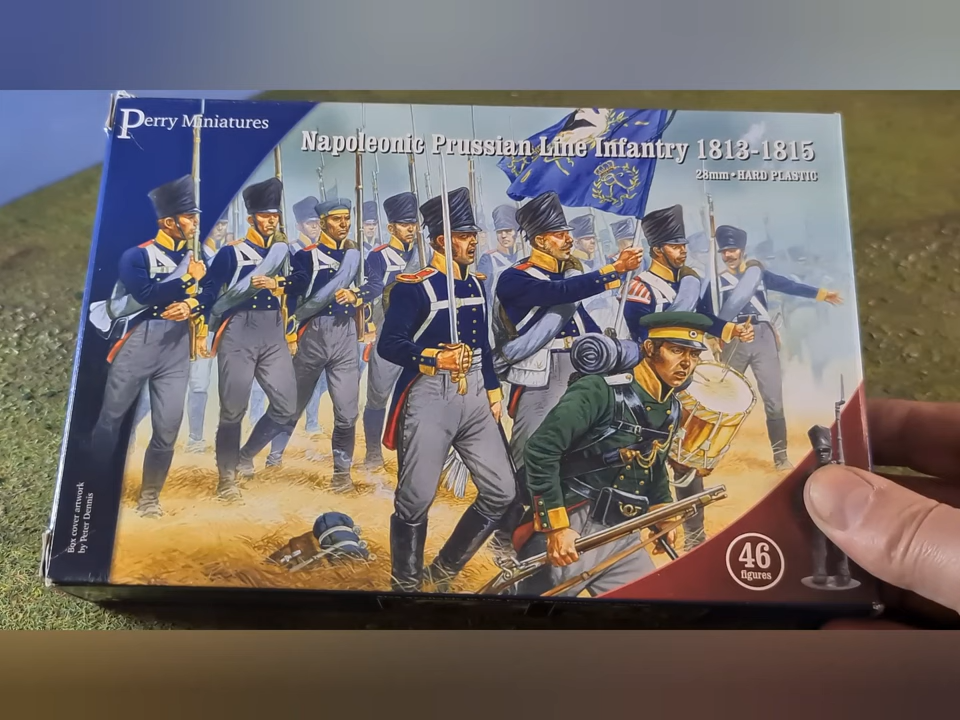 Perry Miniatures
Napoleonic Prussian Line Infantry 1813-1815
28mm • HARD PLASTIC
Box cover artwork
by Peter Dennis
46
figures